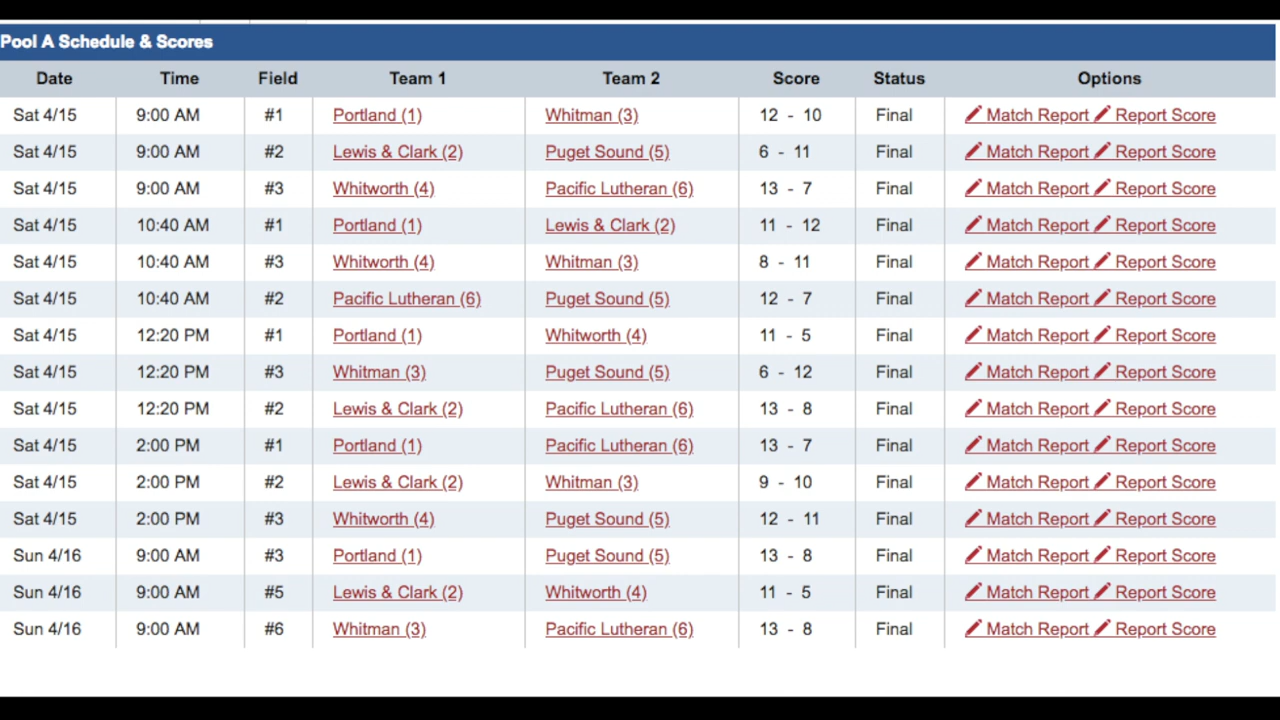 Pool A Schedule & Scores
Date Time Field Team 1 Team 2 Score Status Options
Sat 4/15 9:00 AM #1 Portland (1) Whitman (3) 12 - 10 Final Match Report Report Score
Sat 4/15 9:00 AM #2 Lewis & Clark (2) Puget Sound (5) 6 - 11 Final Match Report Report Score
Sat 4/15 9:00 AM #3 Whitworth (4) Pacific Lutheran (6) 13 - 7 Final Match Report Report Score
Sat 4/15 10:40 AM #1 Portland (1) Lewis & Clark (2) 11 - 12 Final Match Report Report Score
Sat 4/15 10:40 AM #3 Whitworth (4) Whitman (3) 8 - 11 Final Match Report Report Score
Sat 4/15 10:40 AM #2 Pacific Lutheran (6) Puget Sound (5) 12 - 7 Final Match Report Report Score
Sat 4/15 12:20 PM #1 Portland (1) Whitworth (4) 11 - 5 Final Match Report Report Score
Sat 4/15 12:20 PM #3 Whitman (3) Puget Sound (5) 6 - 12 Final Match Report Report Score
Sat 4/15 12:20 PM #2 Lewis & Clark (2) Pacific Lutheran (6) 13 - 8 Final Match Report Report Score
Sat 4/15 2:00 PM #1 Portland (1) Pacific Lutheran (6) 13 - 7 Final Match Report Report Score
Sat 4/15 2:00 PM #2 Lewis & Clark (2) Whitman (3) 9 - 10 Final Match Report Report Score
Sat 4/15 2:00 PM #3 Whitworth (4) Puget Sound (5) 12 - 11 Final Match Report Report Score
Sun 4/16 9:00 AM #3 Portland (1) Puget Sound (5) 13 - 8 Final Match Report Report Score
Sun 4/16 9:00 AM #5 Lewis & Clark (2) Whitworth (4) 11 - 5 Final Match Report Report Score
Sun 4/16 9:00 AM #6 Whitman (3) Pacific Lutheran (6) 13 - 8 Final Match Report Report Score